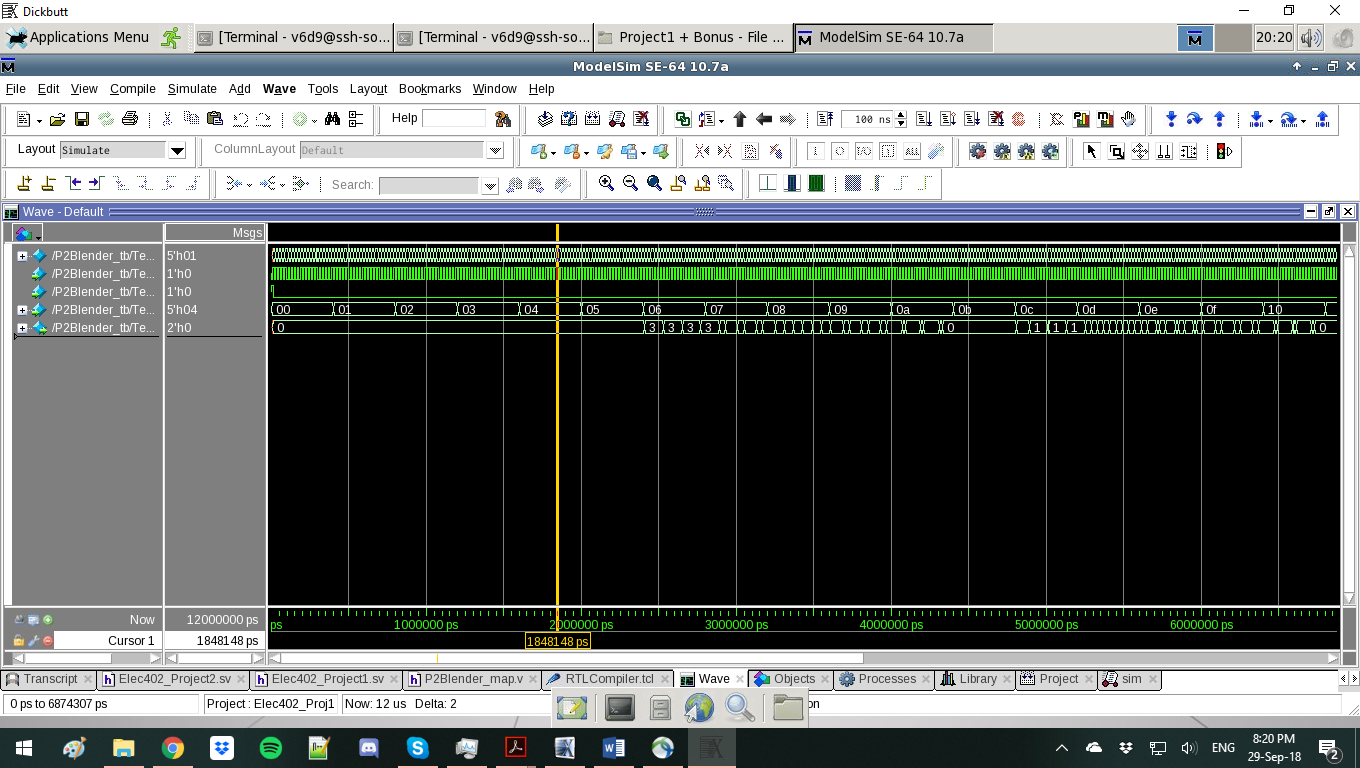 Dickbutt
Applications Menu [Terminal - v6d9@ssh-so... [Terminal - v6d9@ssh-so... Project1 + Bonus - File ... ModelSim SE-64 10.7a 20:20
ModelSim SE-64 10.7a
File Edit View Compile Simulate Add Wave Tools Layout Bookmarks Window Help
Help 100 ns
Layout Simulate ColumnLayout Default
Search:
Wave - Default
Msgs
/P2Blender_tb/Te... 5'h01
/P2Blender_tb/Te... 1'h0
/P2Blender_tb/Te... 1'h0
/P2Blender_tb/Te... 5'h04 00 01 02 03 04 05 06 07 08 09 0a 0b 0c 0d 0e 0f 10
/P2Blender_tb/Te... 2'h0 0 3 3 3 3 0 1 1 1 0
Now 12000000 ps ps 1000000 ps 2000000 ps 3000000 ps 4000000 ps 5000000 ps 6000000 ps
Cursor 1 1848148 ps 1848148 ps
Transcript Elec402_Project2.sv Elec402_Project1.sv P2Blender_map.v RTLCompiler.tcl Wave Objects Processes Library Project sim
0 ps to 6874307 ps Project : Elec402_Proj1 Now: 12 us Delta: 2 on
ENG 8:20 PM
29-Sep-18 2